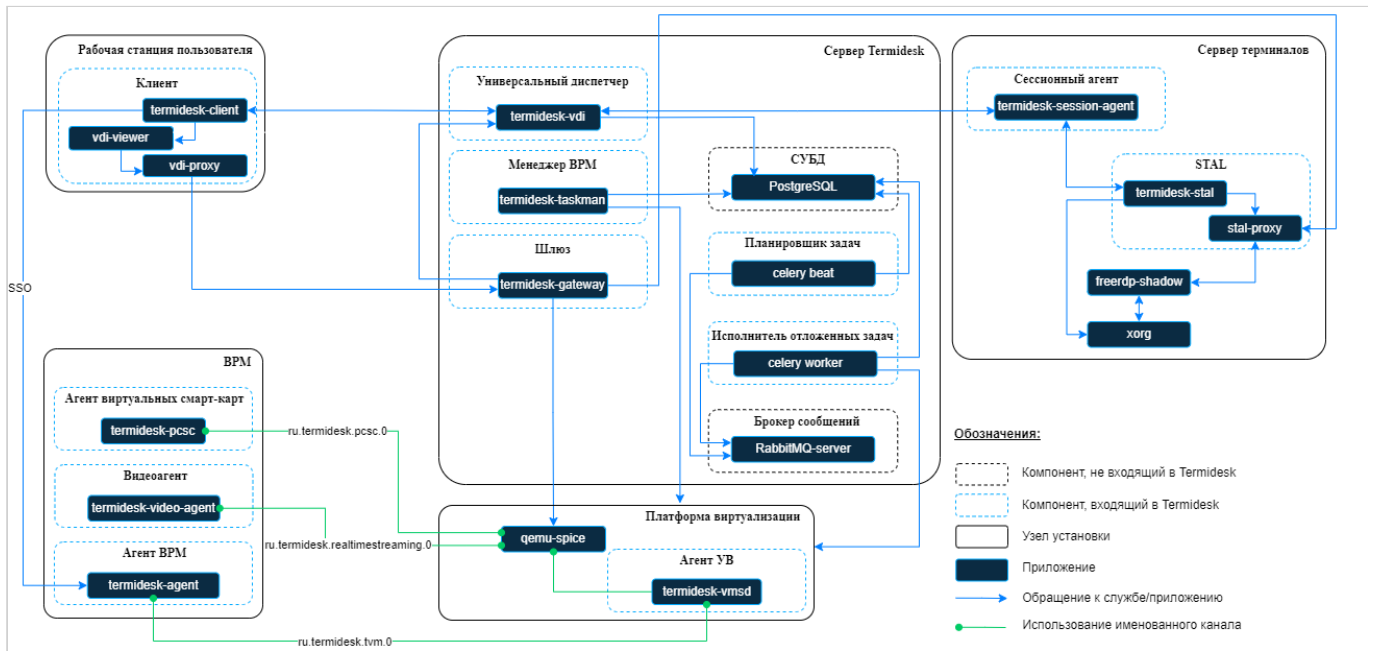 Рабочая станция пользователя
Клиент
termidesk-client
vdi-viewer
vdi-proxy
SSO
Сервер Termidesk
Универсальный диспетчер
termidesk-vdi
Менеджер ВРМ
termidesk-taskman
Шлюз
termidesk-gateway
СУБД
PostgreSQL
Планировщик задач
celery beat
Исполнитель отложенных задач
celery worker
Брокер сообщений
RabbitMQ-server
Сервер терминалов
Сессионный агент
termidesk-session-agent
STAL
termidesk-stal
stal-proxy
freerdp-shadow
xorg
ВРМ
Агент виртуальных смарт-карт
termidesk-pcsc
ru.termidesk.pcsc.0
Видеоагент
termidesk-video-agent
ru.termidesk.realtimestreaming.0
Агент ВРМ
termidesk-agent
ru.termidesk.tvm.0
Платформа виртуализации
qemu-spice
Агент УВ
termidesk-vmsd
Обозначения:
Компонент, не входящий в Termidesk
Компонент, входящий в Termidesk
Узел установки
Приложение
Обращение к службе/приложению
Использование именованного канала